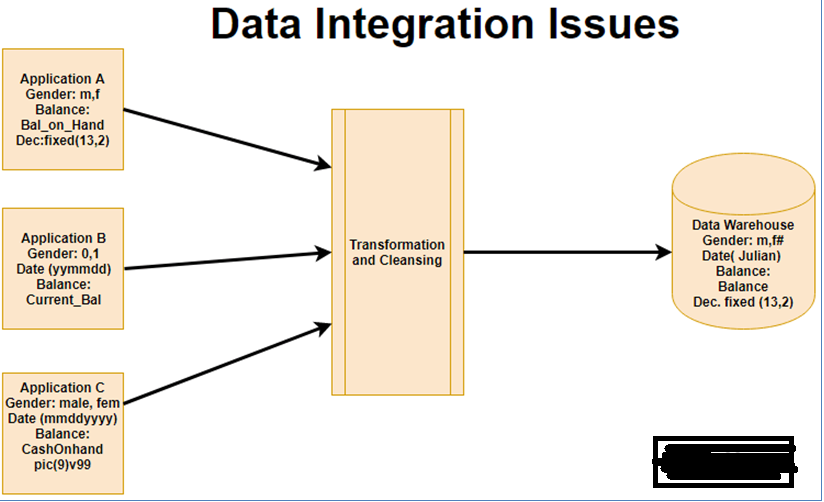 Data Integration Issues
Application A
Gender: m,f
Balance:
Bal_on_Hand
Dec:fixed(13,2)
Application B
Gender: 0,1
Date (yymmdd)
Balance:
Current_Bal
Application C
Gender: male, fem
Date (mmddyyyy)
Balance:
CashOnhand
pic(9)v99
Transformation
and Cleansing
Data Warehouse
Gender: m,f#
Date( Julian)
Balance:
Balance
Dec. fixed (13,2)